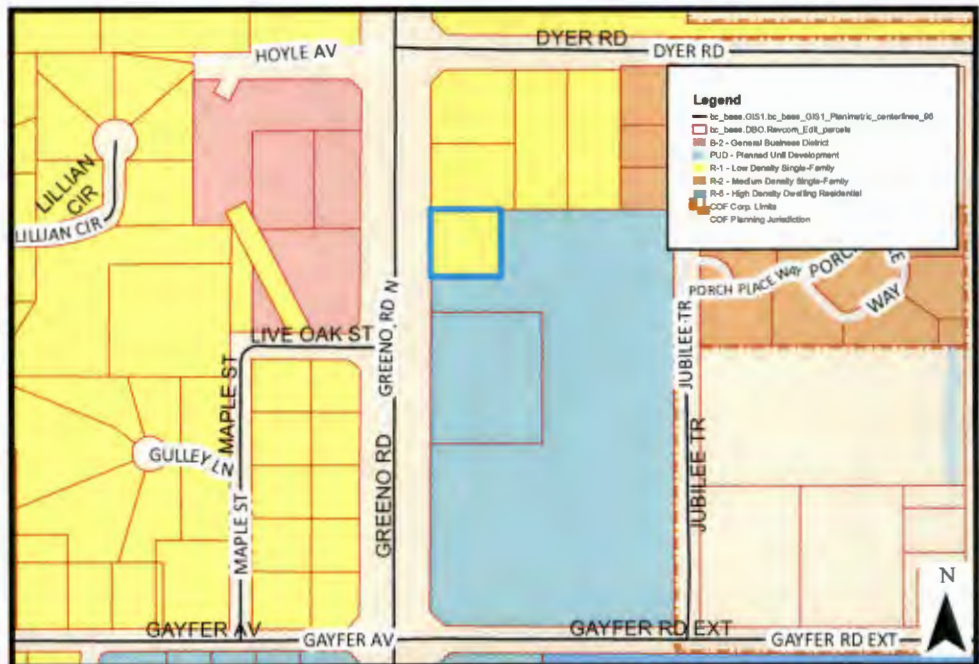 DYER RD
DYER RD
HOYLE AV
LILLIAN CIR
LILLIAN CIR
Legend
bc_base.GIS1.bc_base_GIS1_Planimetric_centerlines_96
bc_base.DBO.Revcom_Edit_parcels
B-2 - General Business District
PUD - Planned Unit Development
R-1 - Low Density Single-Family
R-2 - Medium Density Single-Family
R-5 - High Density Dwelling Residential
COF Corp. Limits
COF Planning Jurisdiction
PORCH PLACE WAY
PORCH
WAY
GREENO RD N
LIVE OAK ST
JUBILEE TR
MAPLE ST
GULLEY LN
GREENO RD
JUBILEE TR
MAPLE ST
GAYFER AV
GAYFER AV
GAYFER RD EXT
GAYFER RD EXT
N